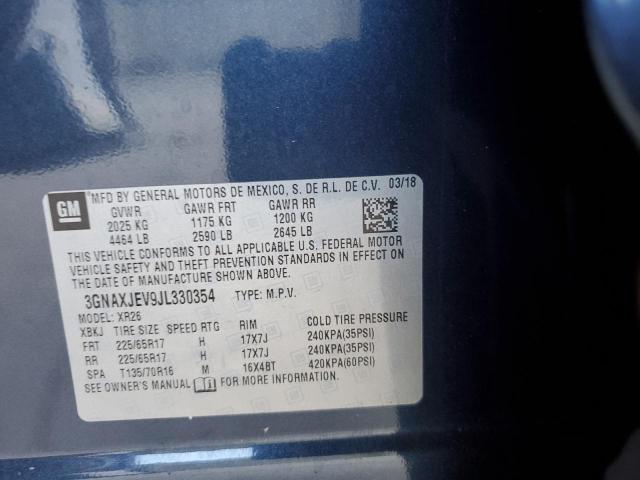 GM
MFD BY GENERAL MOTORS DE MEXICO, S. DE R.L. DE C.V. 03/18
GVWR GAWR FRT GAWR RR
2025 KG 1175 KG 1200 KG
4464 LB 2590 LB 2645 LB
THIS VEHICLE CONFORMS TO ALL APPLICABLE U.S. FEDERAL MOTOR
VEHICLE SAFETY AND THEFT PREVENTION STANDARDS IN EFFECT ON
THE DATE OF MANUFACTURE SHOWN ABOVE.
3GNAXJEV9JL330354 TYPE: M.P.V.
MODEL: XR26
XBKJ TIRE SIZE SPEED RTG RIM COLD TIRE PRESSURE
FRT 225/65R17 H 17X7J 240KPA(35PSI)
RR 225/65R17 H 17X7J 240KPA(35PSI)
SPA T135/70R16 M 16X4BT 420KPA(60PSI)
SEE OWNER'S MANUAL FOR MORE INFORMATION.